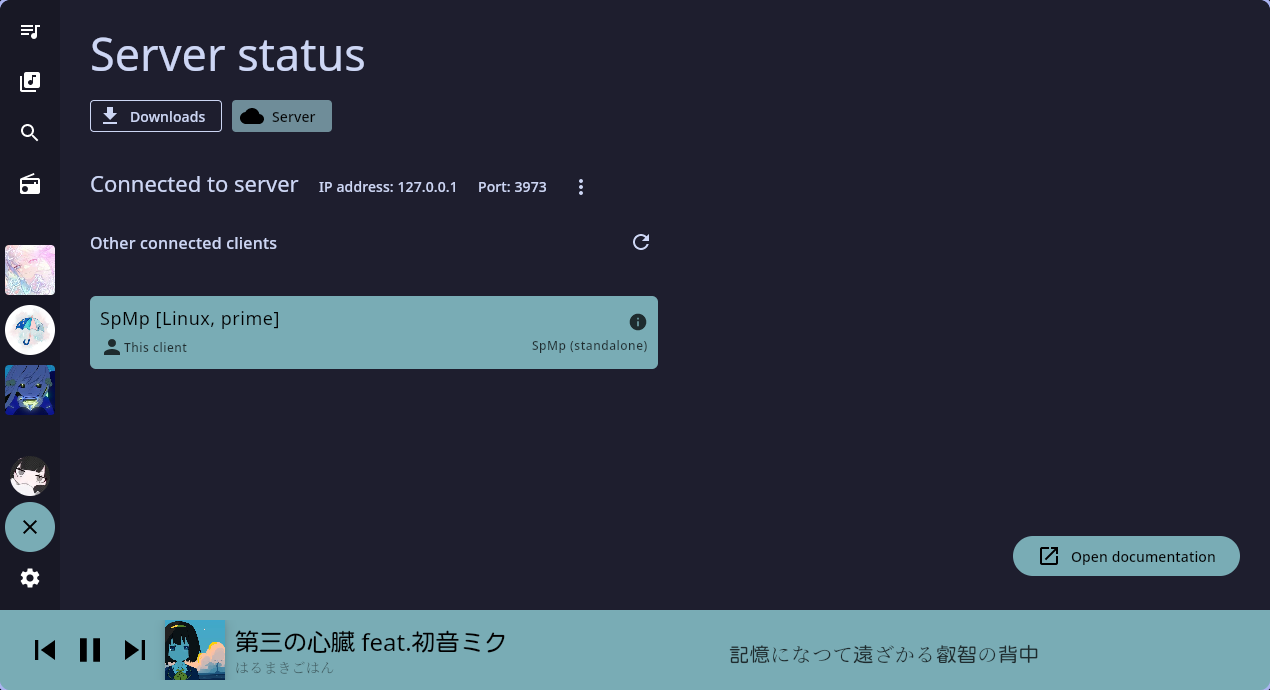 Server status
Downloads
Server
Connected to server
IP address: 127.0.0.1
Port: 3973
Other connected clients
SpMp [Linux, prime]
This client
SpMp (standalone)
Open documentation
第三の心臓 feat.初音ミク
はるまきごはん
記憶になつて遠ざかる叡智の背中